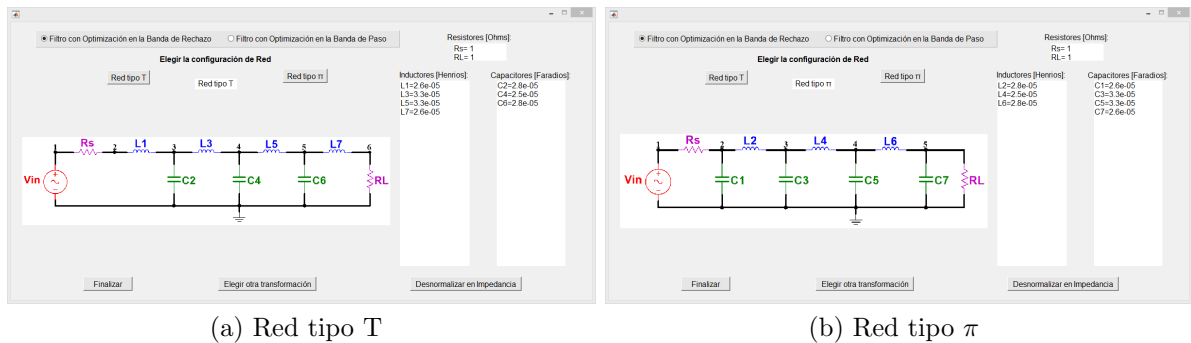 Filtro con Optimización en la Banda de Rechazo Filtro con Optimización en la Banda de Paso
Elegir la configuración de Red
Red tipo T
Red tipo T
Red tipo π
Resistores [Ohms]:
Rs= 1
RL= 1
Inductores [Henrios]:
L1=2.6e-05
L3=3.3e-05
L5=3.3e-05
L7=2.6e-05
Capacitores [Faradios]:
C2=2.8e-05
C4=2.5e-05
C6=2.8e-05
1 Rs 2 L1 3 L3 4 L5 5 L7 6
Vin C2 C4 C6 RL
Finalizar
Elegir otra transformación
Desnormalizar en Impedancia
(a) Red tipo T
Filtro con Optimización en la Banda de Rechazo Filtro con Optimización en la Banda de Paso
Elegir la configuración de Red
Red tipo T
Red tipo π
Red tipo π
Resistores [Ohms]:
Rs= 1
RL= 1
Inductores [Henrios]:
L2=2.8e-05
L4=2.5e-05
L6=2.8e-05
Capacitores [Faradios]:
C1=2.6e-05
C3=3.3e-05
C5=3.3e-05
C7=2.6e-05
1 Rs 2 L2 3 L4 4 L6 5
Vin C1 C3 C5 C7 RL
Finalizar
Elegir otra transformación
Desnormalizar en Impedancia
(b) Red tipo π